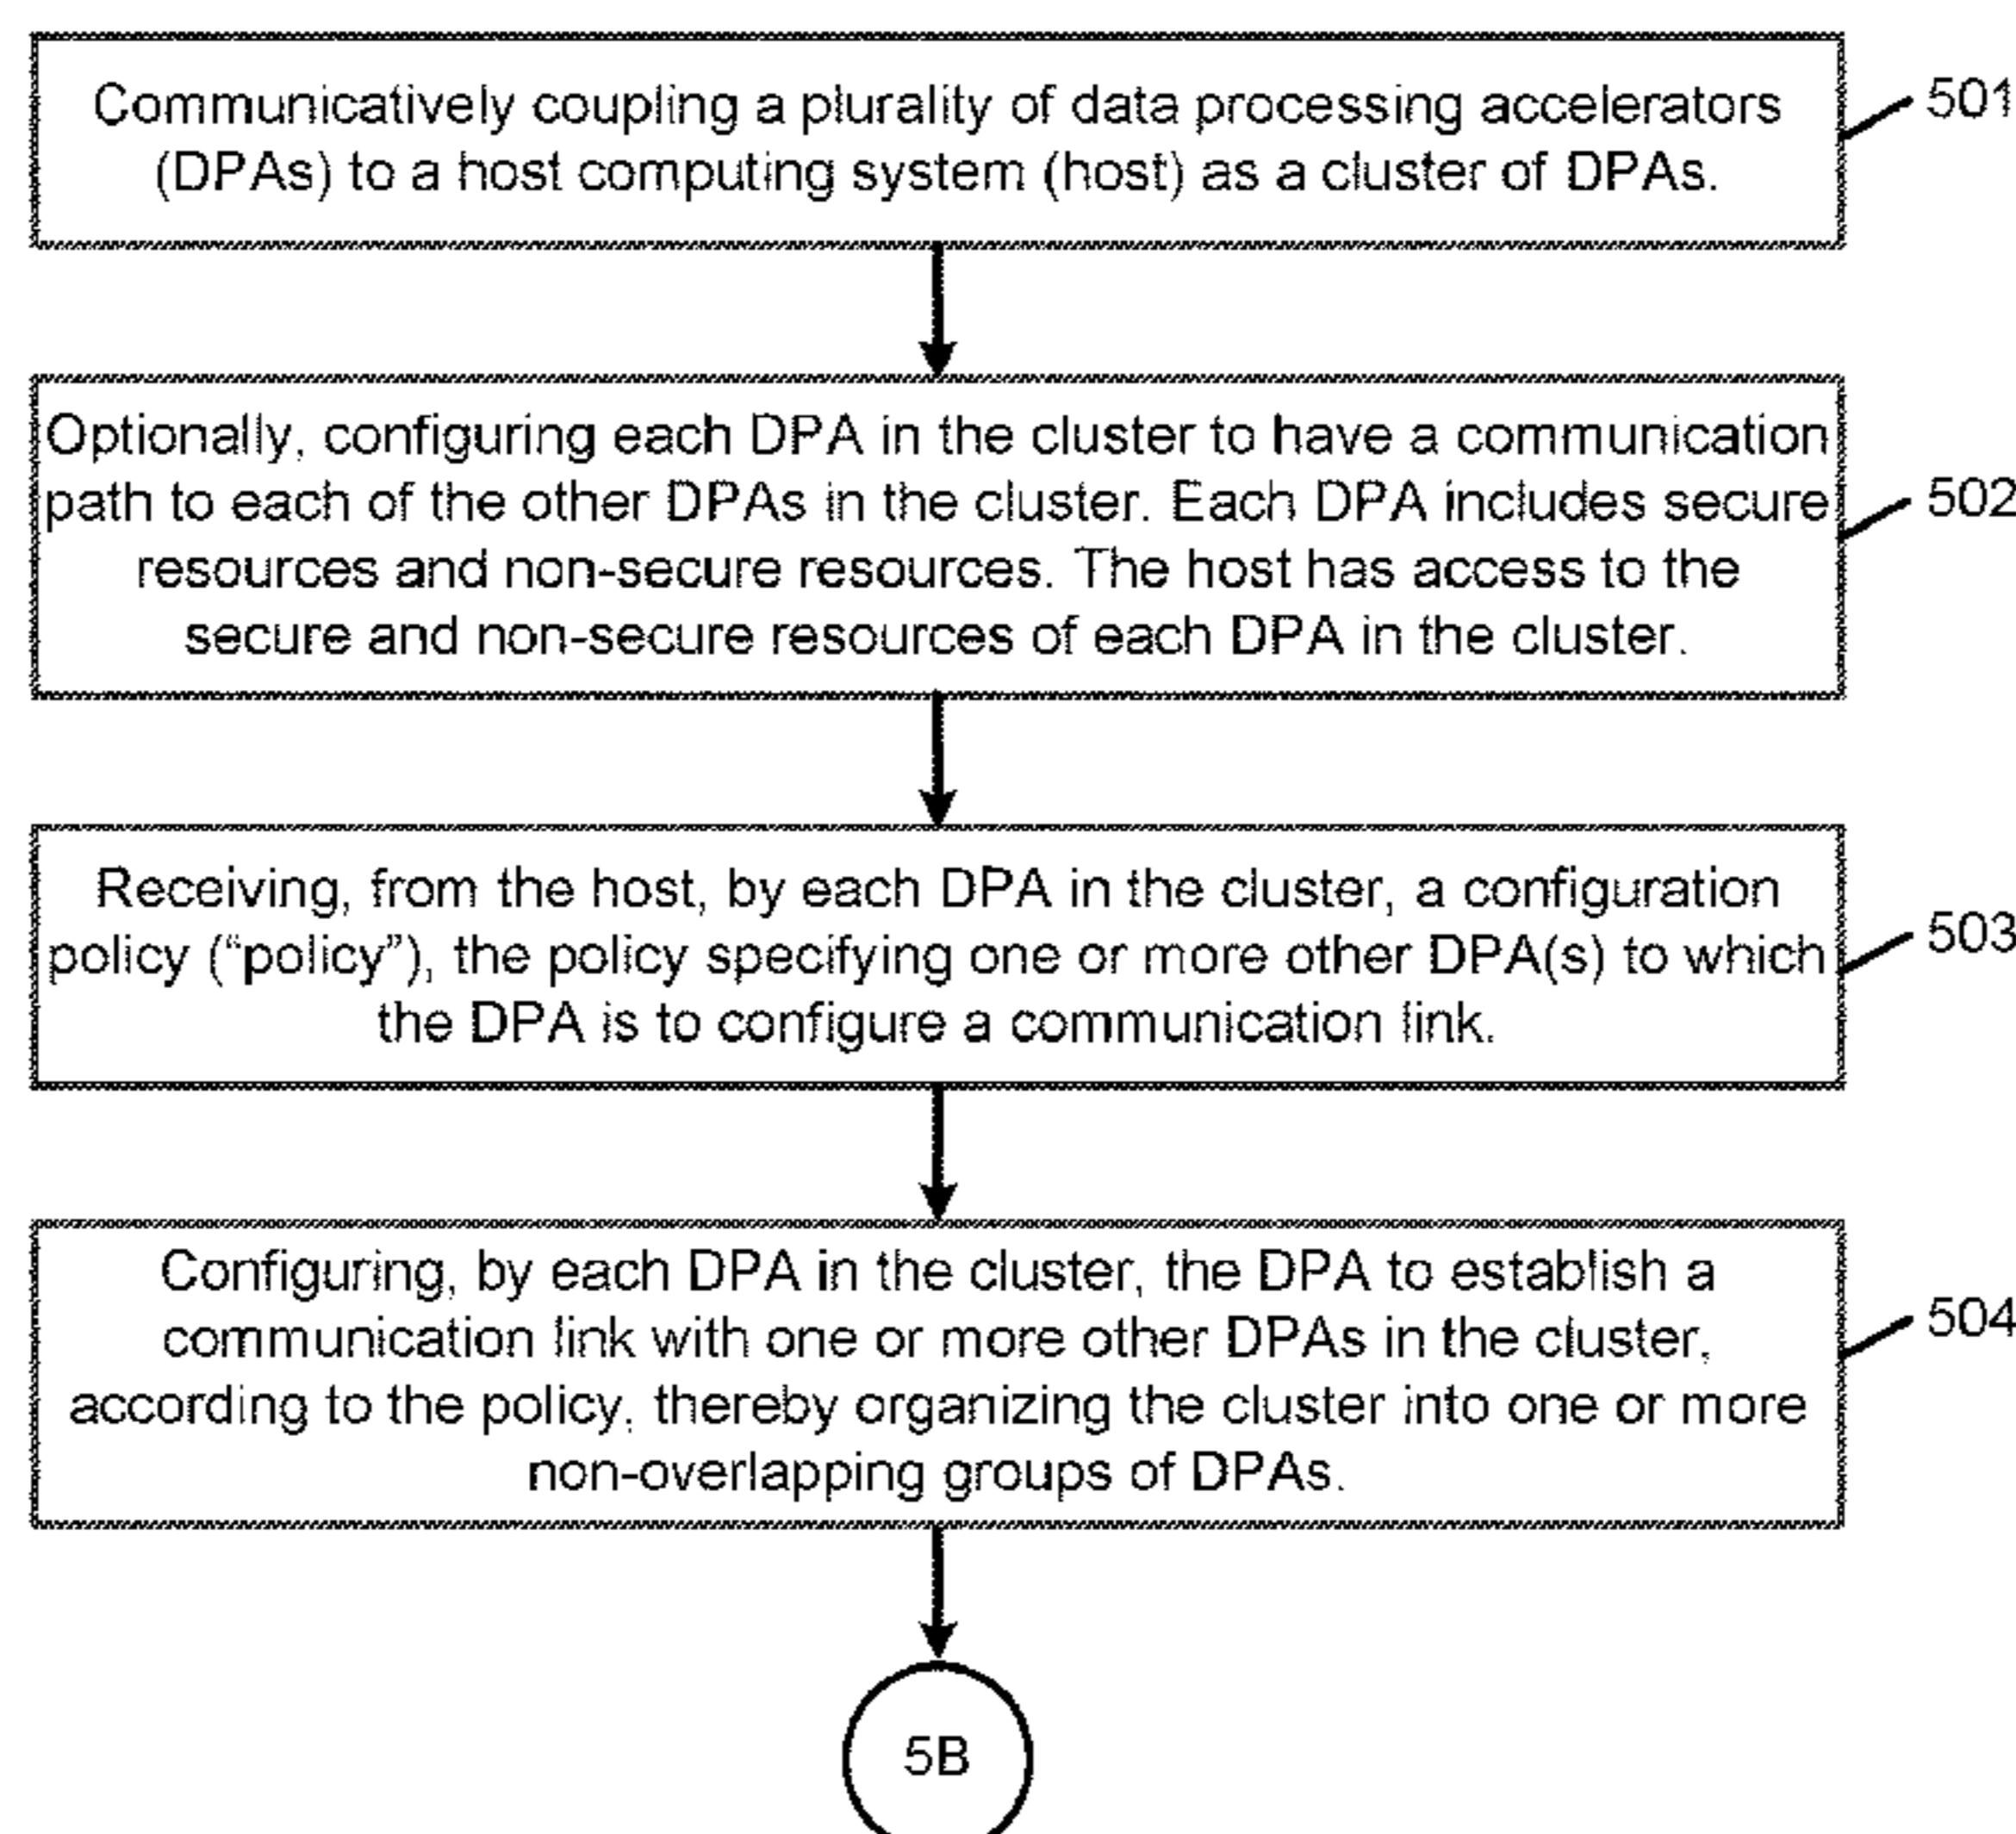 Communicatively coupling a plurality of data processing accelerators
(DPAs) to a host computing system (host) as a cluster of DPAs.
501
Optionally, configuring each DPA in the cluster to have a communication
path to each of the other DPAs in the cluster. Each DPA includes secure
resources and non-secure resources. The host has access to the
secure and non-secure resources of each DPA in the cluster.
502
Receiving, from the host, by each DPA in the cluster, a configuration
policy (“policy”), the policy specifying one or more other DPA(s) to which
the DPA is to configure a communication link.
503
Configuring, by each DPA in the cluster, the DPA to establish a
communication link with one or more other DPAs in the cluster,
according to the policy, thereby organizing the cluster into one or more
non-overlapping groups of DPAs.
504
5B